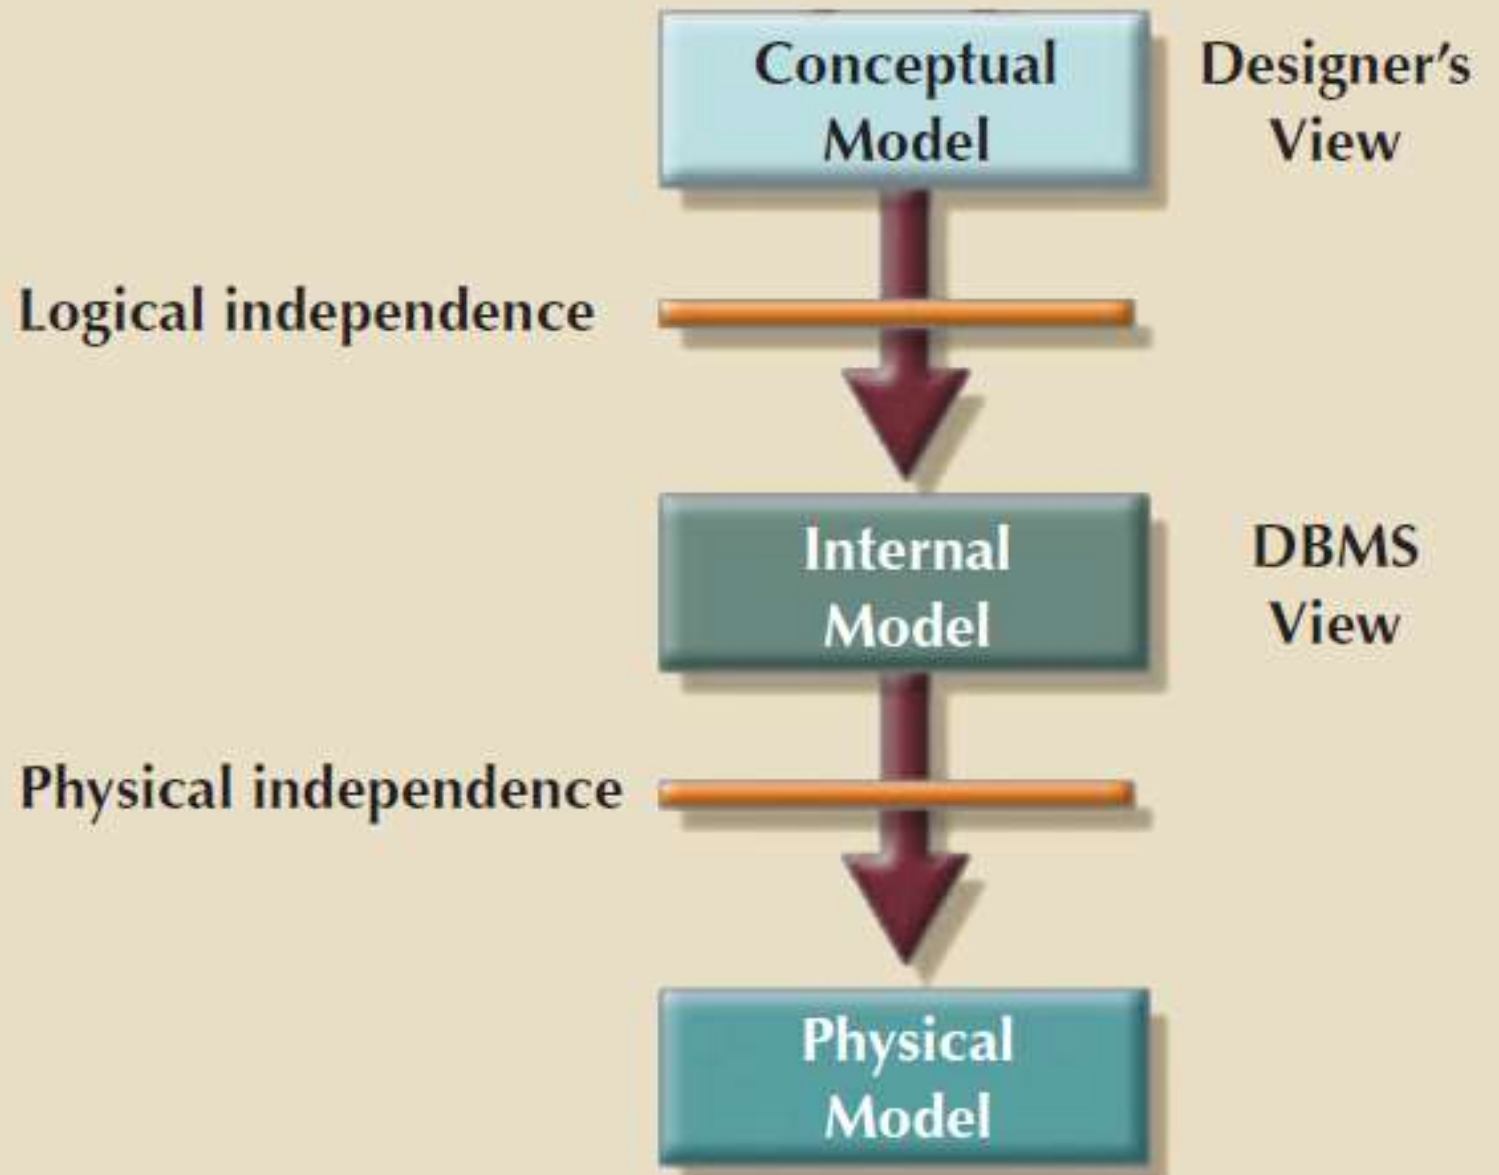 Conceptual
Model
Designer's
View
Logical independence
Internal
Model
DBMS
View
Physical independence
Physical
Model